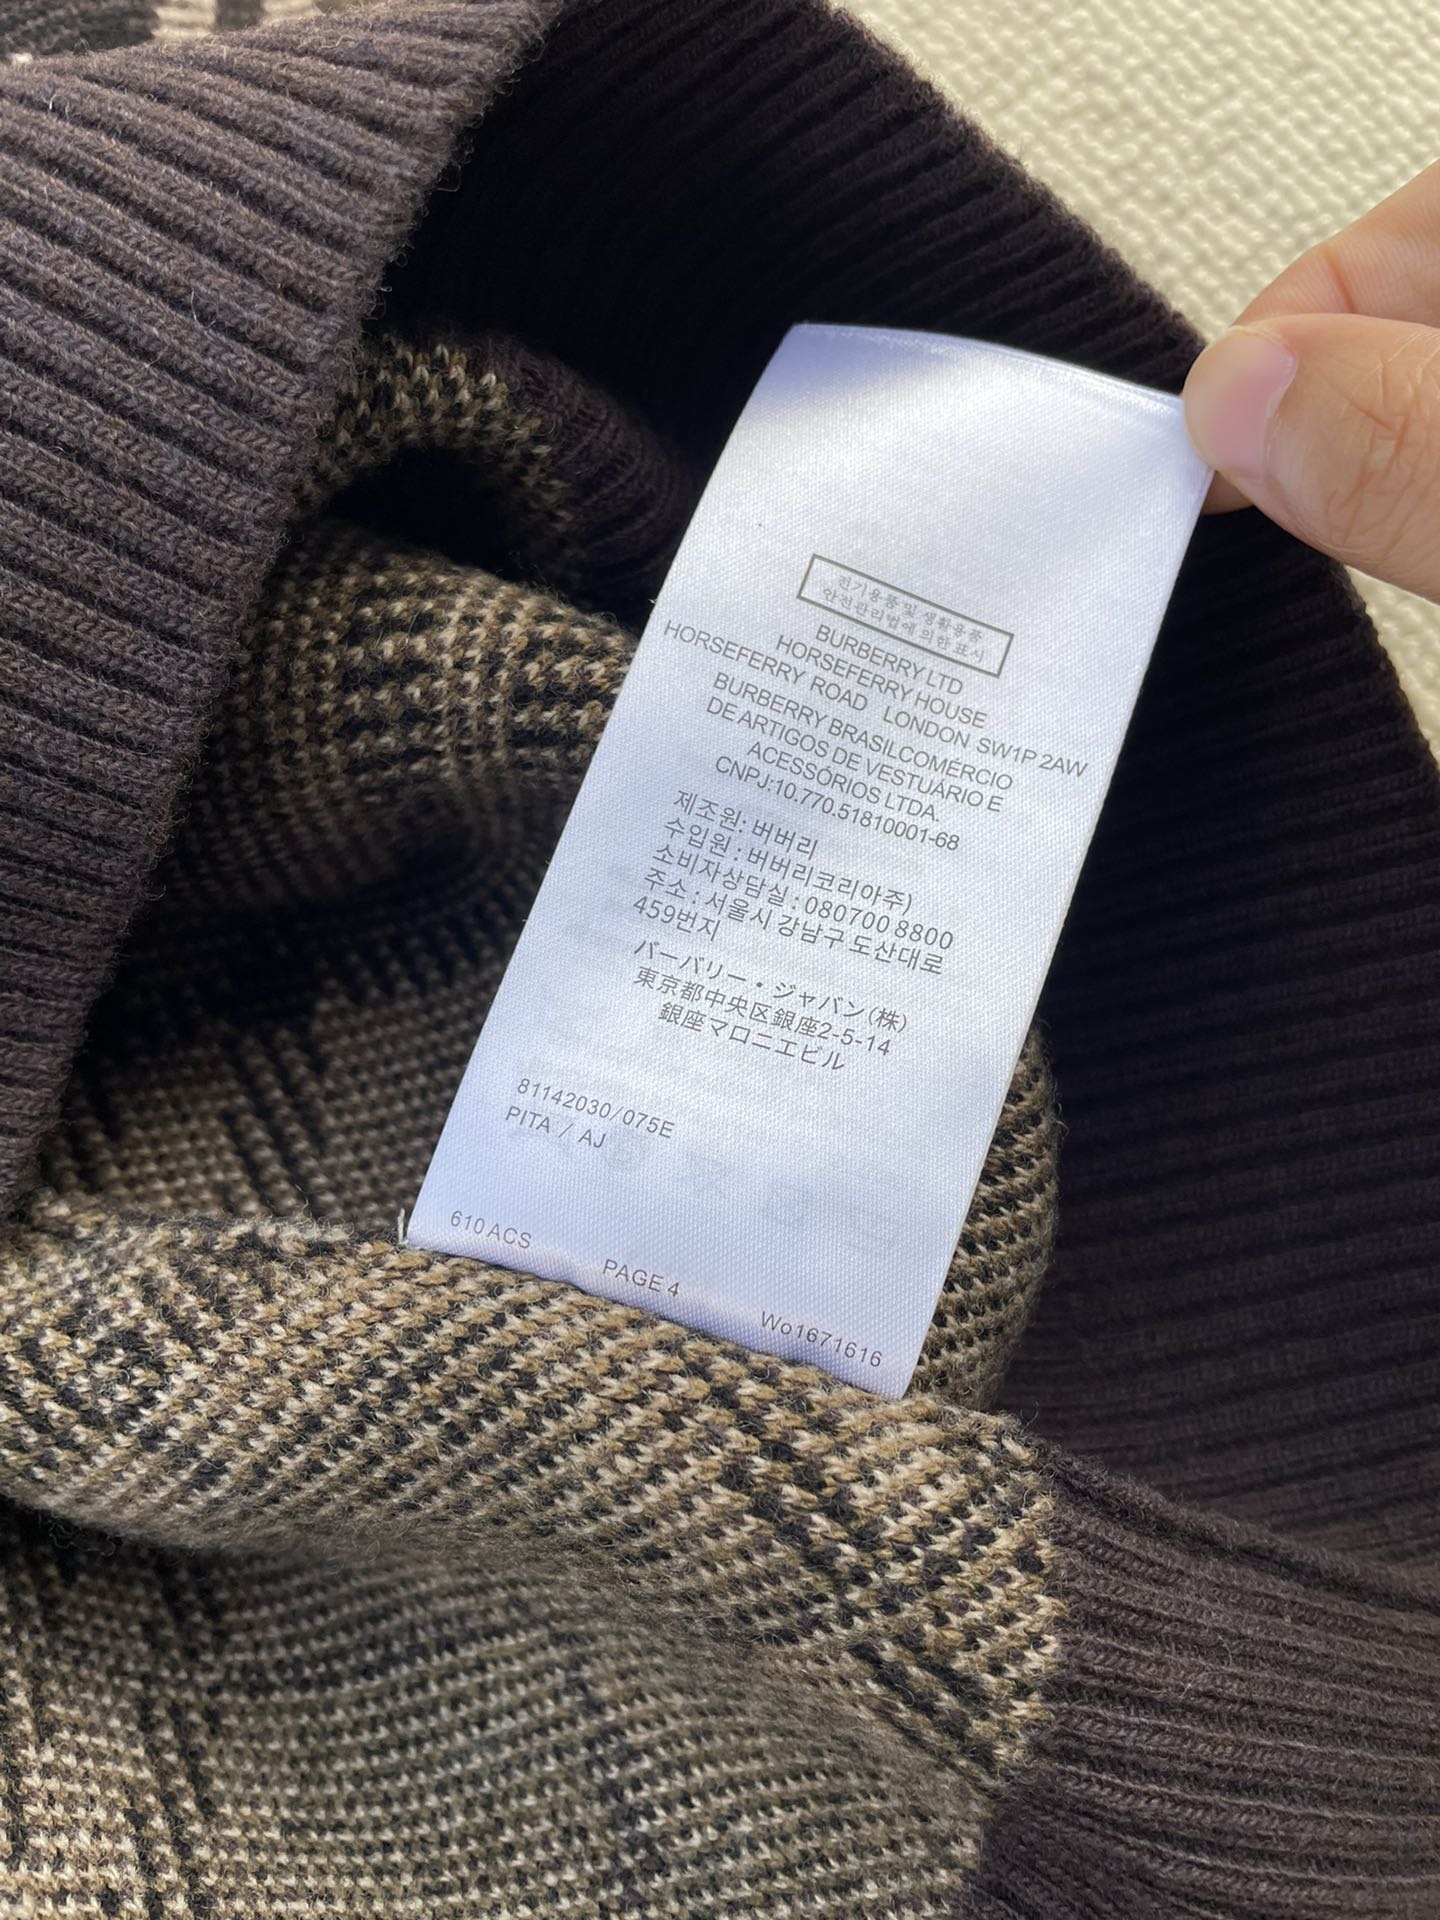 전기용품 및 생활용품
안전관리법에 의한 표시
BURBERRY LTD
HORSEFERRY HOUSE
HORSEFERRY ROAD LONDON SW1P 2AW
BURBERRY BRASILCOMÉRCIO
DE ARTIGOS DE VESTUARIO E
ACESSÓRIOS LTDA.
CNPJ:10.770.51810001-68
제조원: 버버리
수입원 : 버버리코리아주)
소비자상담실 : 080700 8800
주소 : 서울시 강남구 도산대로
459번지
バーバリー・ジャパン(株)
東京都中央区銀座2-5-14
銀座マロニエビル
81142030/075E
PITA / AJ
610 ACS PAGE 4 Wo1671616